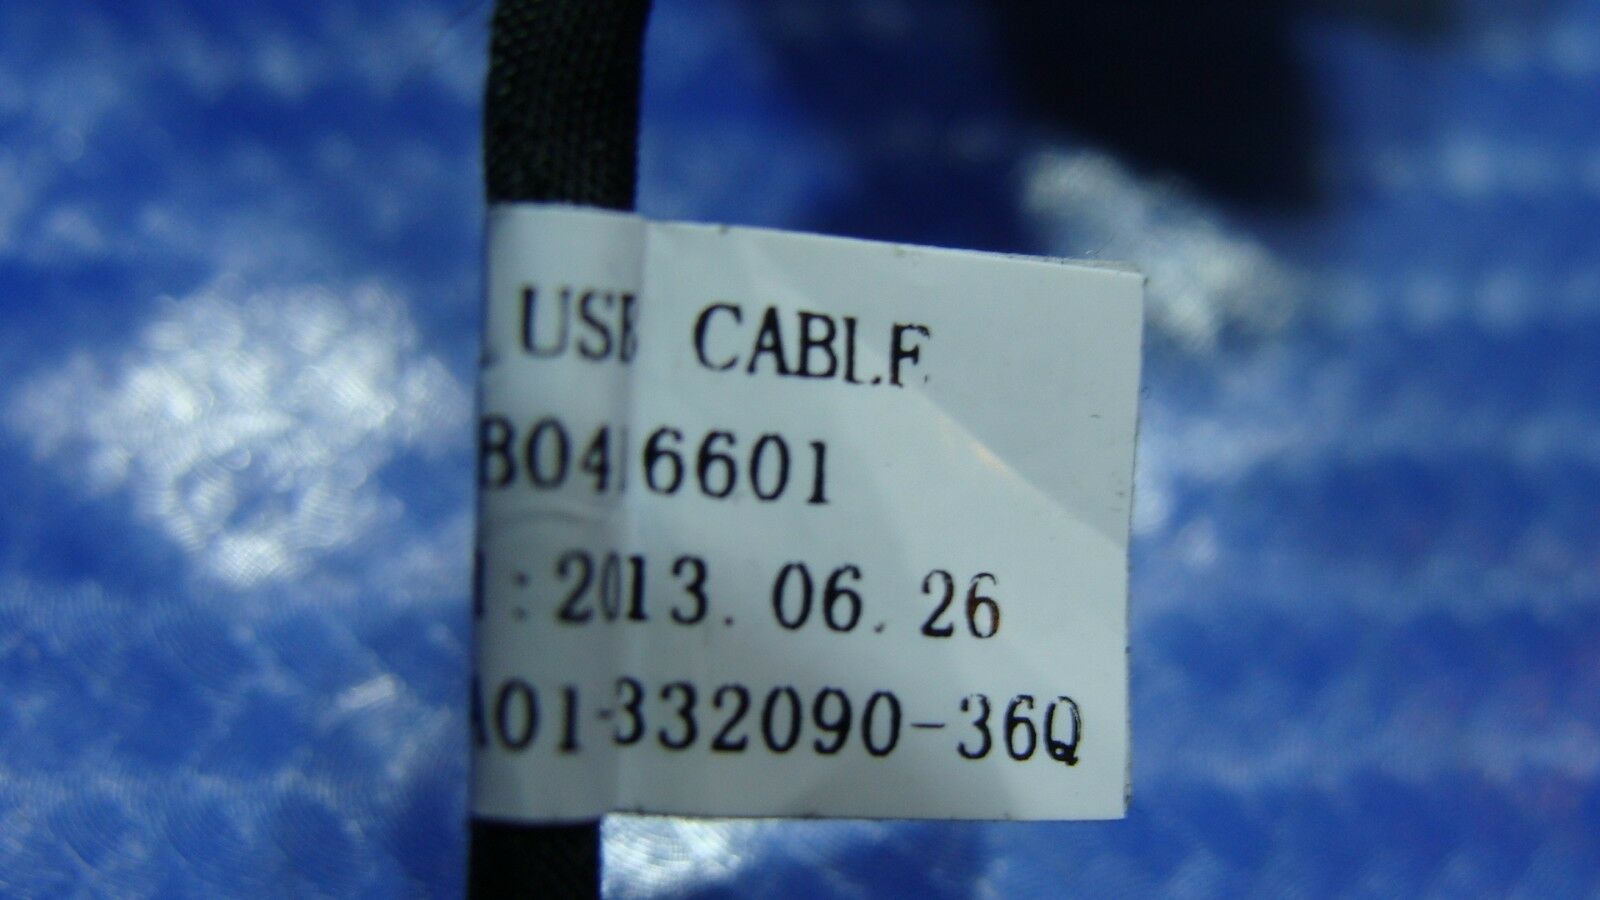 USB CABLE
B046601
: 2013. 06. 26
A01-332090-36Q